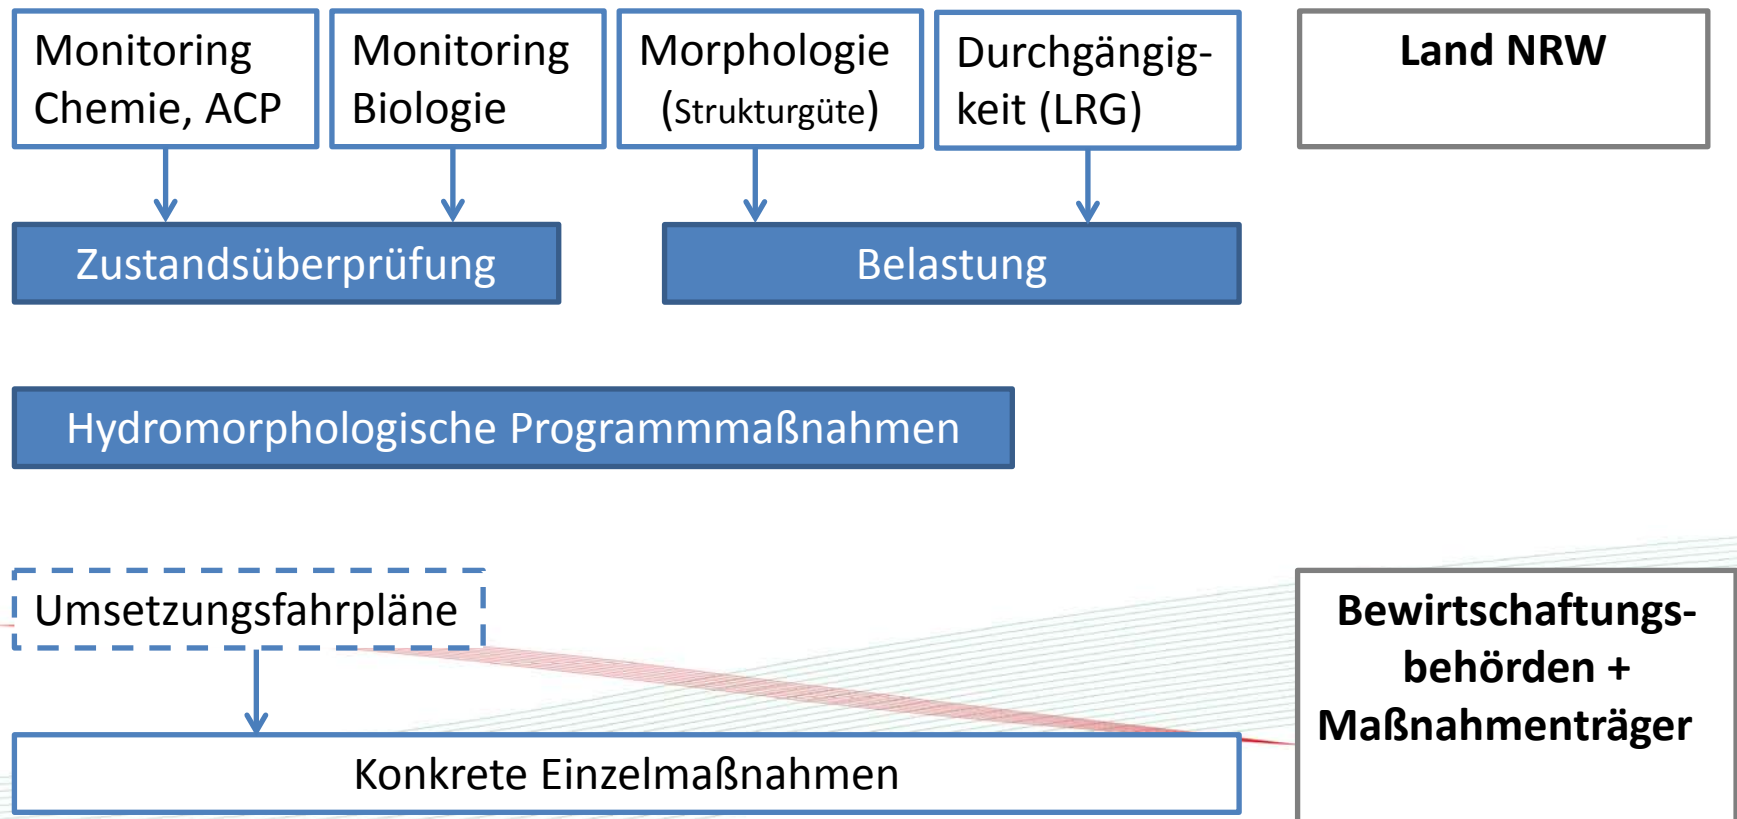 Monitoring
Chemie, ACP
Monitoring
Biologie
Morphologie
(Strukturgüte)
Durchgängig-
keit (LRG)
Land NRW
Zustandsüberprüfung
Belastung
Hydromorphologische Programmmaßnahmen
Umsetzungsfahrpläne
Bewirtschaftungs-
behörden +
Maßnahmenträger
Konkrete Einzelmaßnahmen